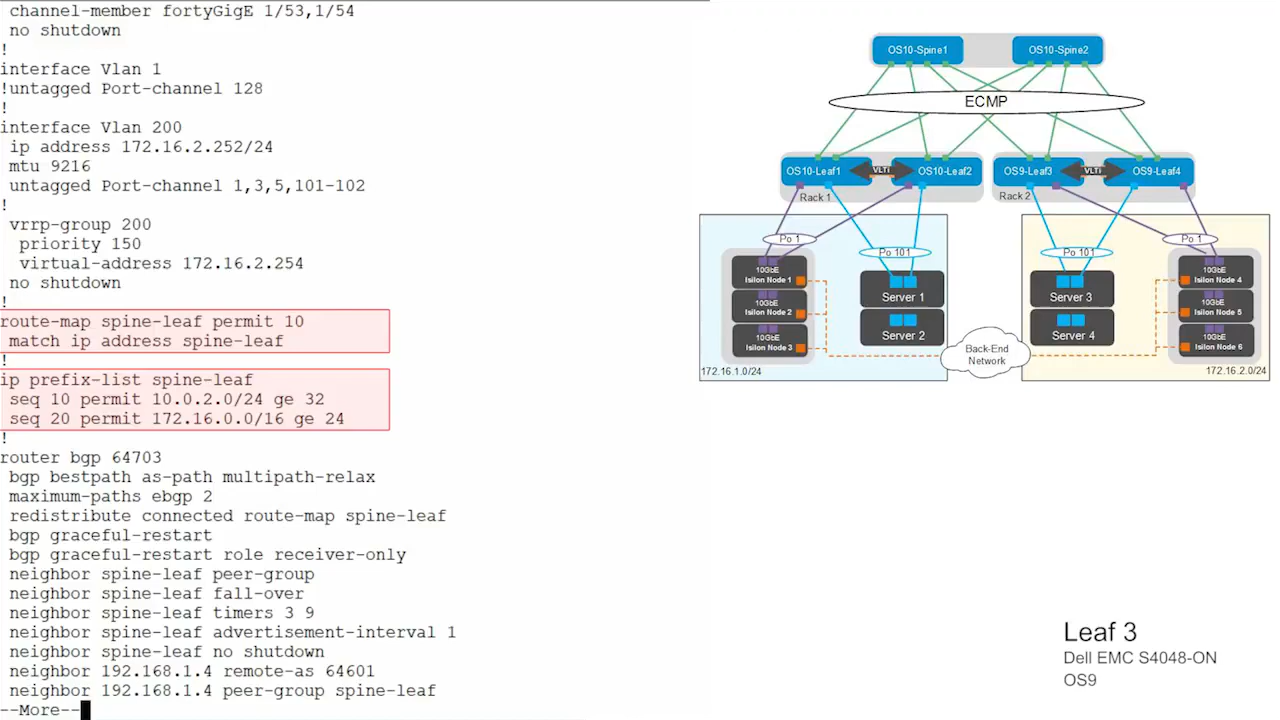 channel-member fortyGigE 1/53,1/54
no shutdown
!
interface Vlan 1
!untagged Port-channel 128
!
interface Vlan 200
ip address 172.16.2.252/24
mtu 9216
untagged Port-channel 1,3,5,101-102
!
vrrp-group 200
priority 150
virtual-address 172.16.2.254
no shutdown
!
route-map spine-leaf permit 10
match ip address spine-leaf
!
ip prefix-list spine-leaf
seq 10 permit 10.0.2.0/24 ge 32
seq 20 permit 172.16.0.0/16 ge 24
!
router bgp 64703
bgp bestpath as-path multipath-relax
maximum-paths ebgp 2
redistribute connected route-map spine-leaf
bgp graceful-restart
bgp graceful-restart role receiver-only
neighbor spine-leaf peer-group
neighbor spine-leaf fall-over
neighbor spine-leaf timers 3 9
neighbor spine-leaf advertisement-interval 1
neighbor spine-leaf no shutdown
neighbor 192.168.1.4 remote-as 64601
neighbor 192.168.1.4 peer-group spine-leaf
--More--
OS10-Spine1
OS10-Spine2
ECMP
OS10-Leaf1
VLTi
OS10-Leaf2
OS9-Leaf3
VLTi
OS9-Leaf4
Rack 1
Rack 2
Po 1
Po 101
Po 101
Po 1
10GbE
Isilon Node 1
10GbE
Isilon Node 2
10GbE
Isilon Node 3
Server 1
Server 2
Server 3
Server 4
10GbE
Isilon Node 4
10GbE
Isilon Node 5
10GbE
Isilon Node 6
Back-End
Network
172.16.1.0/24
172.16.2.0/24
Leaf 3
Dell EMC S4048-ON
OS9